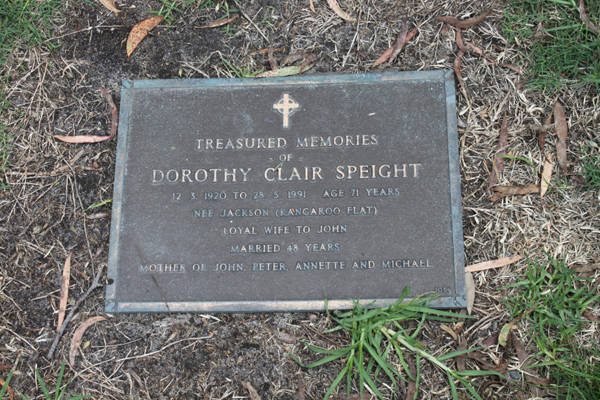 TREASURED MEMORIES
OF
DOROTHY CLAIR SPEIGHT
12 . 3 . 1920 TO 28 . 5 . 1991 AGE 71 YEARS
NEE JACKSON (KANGAROO FLAT)
LOYAL WIFE TO JOHN
MARRIED 48 YEARS
MOTHER OF JOHN, PETER, ANNETTE AND MICHAEL.